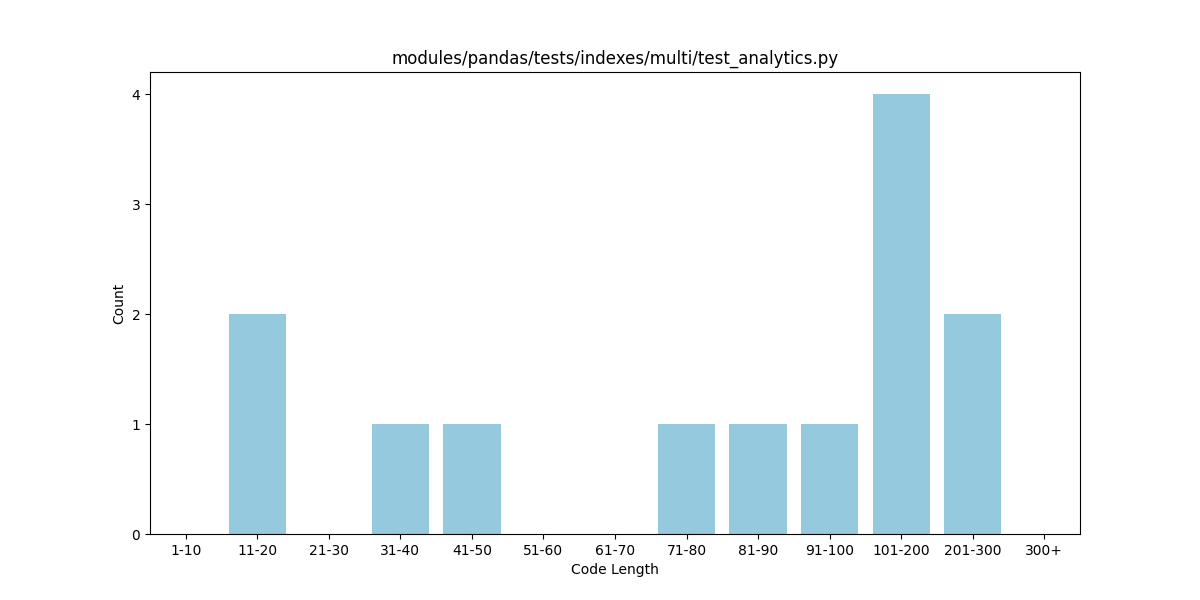 modules/pandas/tests/indexes/multi/test_analytics.py
4
3
2
1
0
Count
1-10 11-20 21-30 31-40 41-50 51-60 61-70 71-80 81-90 91-100 101-200 201-300 300+
Code Length